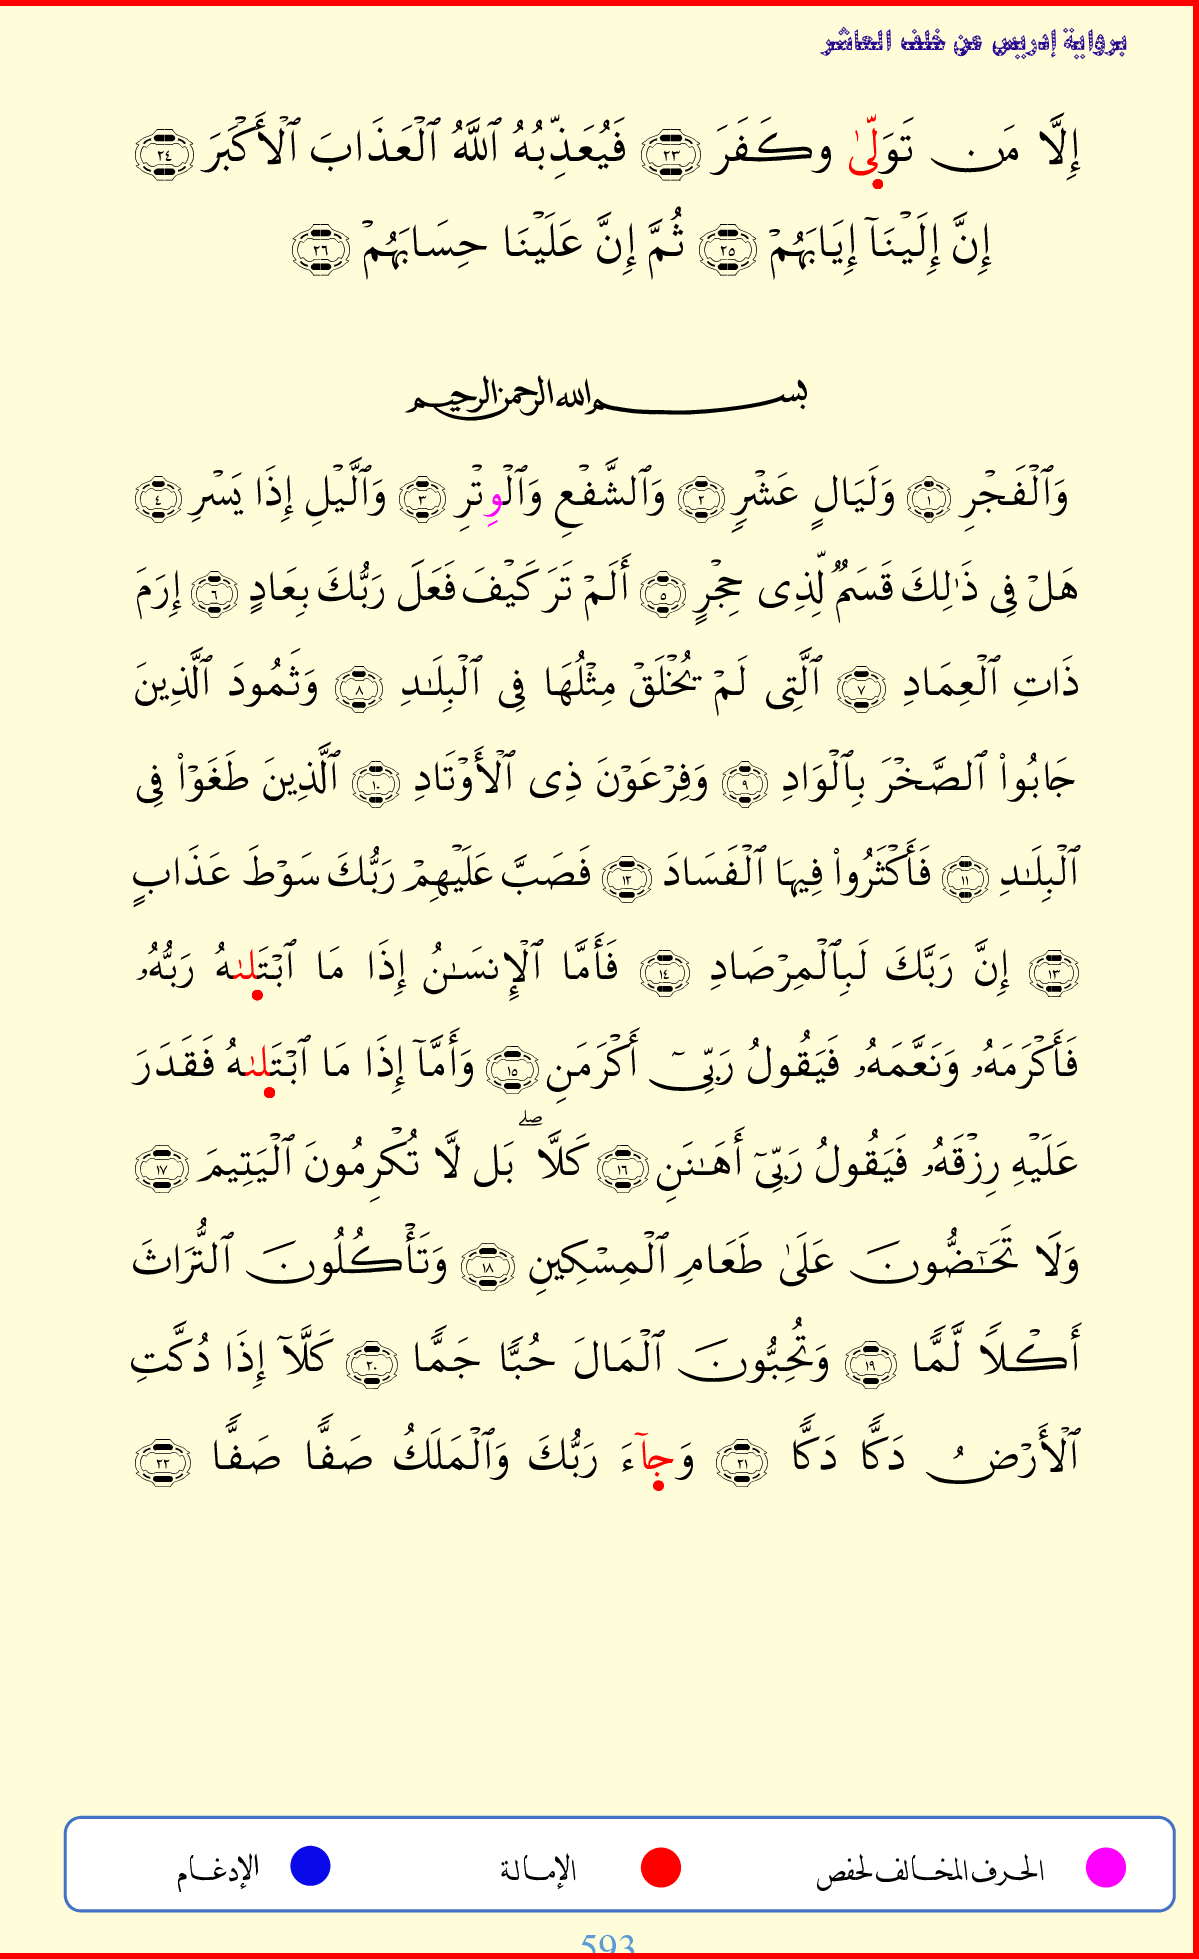 برواية إدريس عن خلف العاشر
إِلَّا مَن تَوَلّٜىٰ وَكَفَرَ ٢٣ فَيُعَذِّبُهُ ٱللَّهُ ٱلۡعَذَابَ ٱلۡأَكۡبَرَ ٢٤
إِنَّ إِلَيۡنَآ إِيَابَهُمۡ ٢٥ ثُمَّ إِنَّ عَلَيۡنَا حِسَابَهُمۡ ٢٦
بسم الله الرحمن الرحيم
وَٱلۡفَجۡرِ ١ وَلَيَالٍ عَشۡرٖ ٢ وَٱلشَّفۡعِ وَٱلۡوِتۡرِ ٣ وَٱلَّيۡلِ إِذَا يَسۡرِ ٤
هَلۡ فِي ذَٰلِكَ قَسَمٞ لِّذِي حِجۡرٍ ٥ أَلَمۡ تَرَ كَيۡفَ فَعَلَ رَبُّكَ بِعَادٍ ٦ إِرَمَ
ذَاتِ ٱلۡعِمَادِ ٧ ٱلَّتِي لَمۡ يُخۡلَقۡ مِثۡلُهَا فِي ٱلۡبِلَٰدِ ٨ وَثَمُودَ ٱلَّذِينَ
جَابُواْ ٱلصَّخۡرَ بِٱلۡوَادِ ٩ وَفِرۡعَوۡنَ ذِي ٱلۡأَوۡتَادِ ١٠ ٱلَّذِينَ طَغَوۡاْ فِي
ٱلۡبِلَٰدِ ١١ فَأَكۡثَرُواْ فِيهَا ٱلۡفَسَادَ ١٢ فَصَبَّ عَلَيۡهِمۡ رَبُّكَ سَوۡطَ عَذَابٍ
١٣ إِنَّ رَبَّكَ لَبِٱلۡمِرۡصَادِ ١٤ فَأَمَّا ٱلۡإِنسَٰنُ إِذَا مَا ٱبۡتَلٜىٰهُ رَبُّهُۥ
فَأَكۡرَمَهُۥ وَنَعَّمَهُۥ فَيَقُولُ رَبِّيٓ أَكۡرَمَنِ ١٥ وَأَمَّآ إِذَا مَا ٱبۡتَلٜىٰهُ فَقَدَرَ
عَلَيۡهِ رِزۡقَهُۥ فَيَقُولُ رَبِّيٓ أَهَٰنَنِ ١٦ كَلَّاۖ بَل لَّا تُكۡرِمُونَ ٱلۡيَتِيمَ ١٧
وَلَا تَحَٰٓضُّونَ عَلَىٰ طَعَامِ ٱلۡمِسۡكِينِ ١٨ وَتَأۡكُلُونَ ٱلتُّرَاثَ
أَكۡلٗا لَّمّٗا ١٩ وَتُحِبُّونَ ٱلۡمَالَ حُبّٗا جَمّٗا ٢٠ كَلَّآ إِذَا دُكَّتِ
ٱلۡأَرۡضُ دَكّٗا دَكّٗا ٢١ وَجٜآءَ رَبُّكَ وَٱلۡمَلَكُ صَفّٗا صَفّٗا ٢٢
الحرف المخالف لحفص الإمالة الإدغام
593